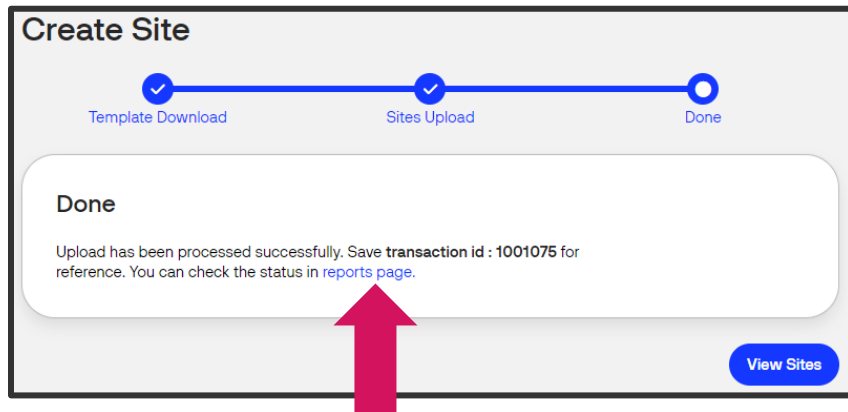 Create Site
Template Download
Sites Upload
Done
Done
Upload has been processed successfully. Save transaction id : 1001075 for
reference. You can check the status in reports page.
View Sites